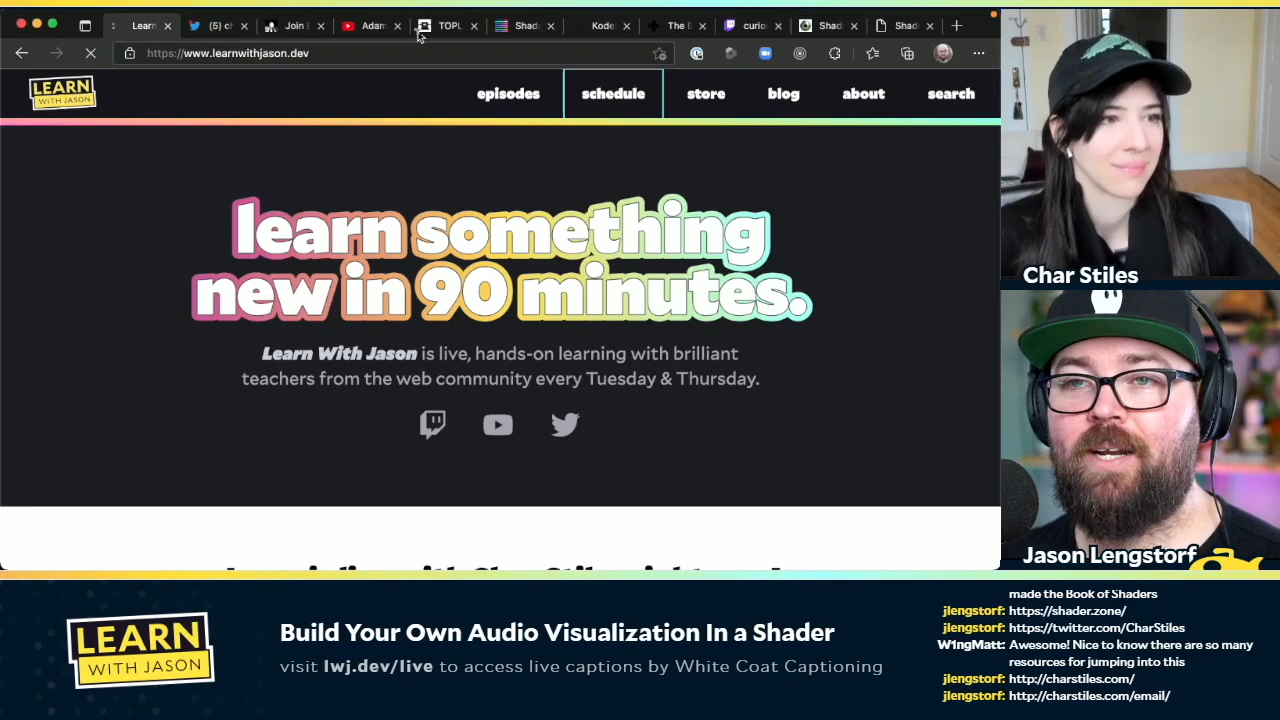 Learn
(5) ch
Join E
Adam
TOPL
Shade
Kode
The E
curio
Shad
Shade
https://www.learnwithjason.dev
LEARN
WITH JASON
episodes
schedule
store
blog
about
search
learn something
new in 90 minutes.
Learn With Jason is live, hands-on learning with brilliant
teachers from the web community every Tuesday & Thursday.
Char Stiles
Jason Lengstorf
LEARN
WITH JASON
Build Your Own Audio Visualization In a Shader
visit lwj.dev/live to access live captions by White Coat Captioning
made the Book of Shaders
jlengstorf: https://shader.zone/
jlengstorf: https://twitter.com/CharStiles
W1ngMatt: Awesome! Nice to know there are so many
resources for jumping into this
jlengstorf: http://charstiles.com/
jlengstorf: http://charstiles.com/email/